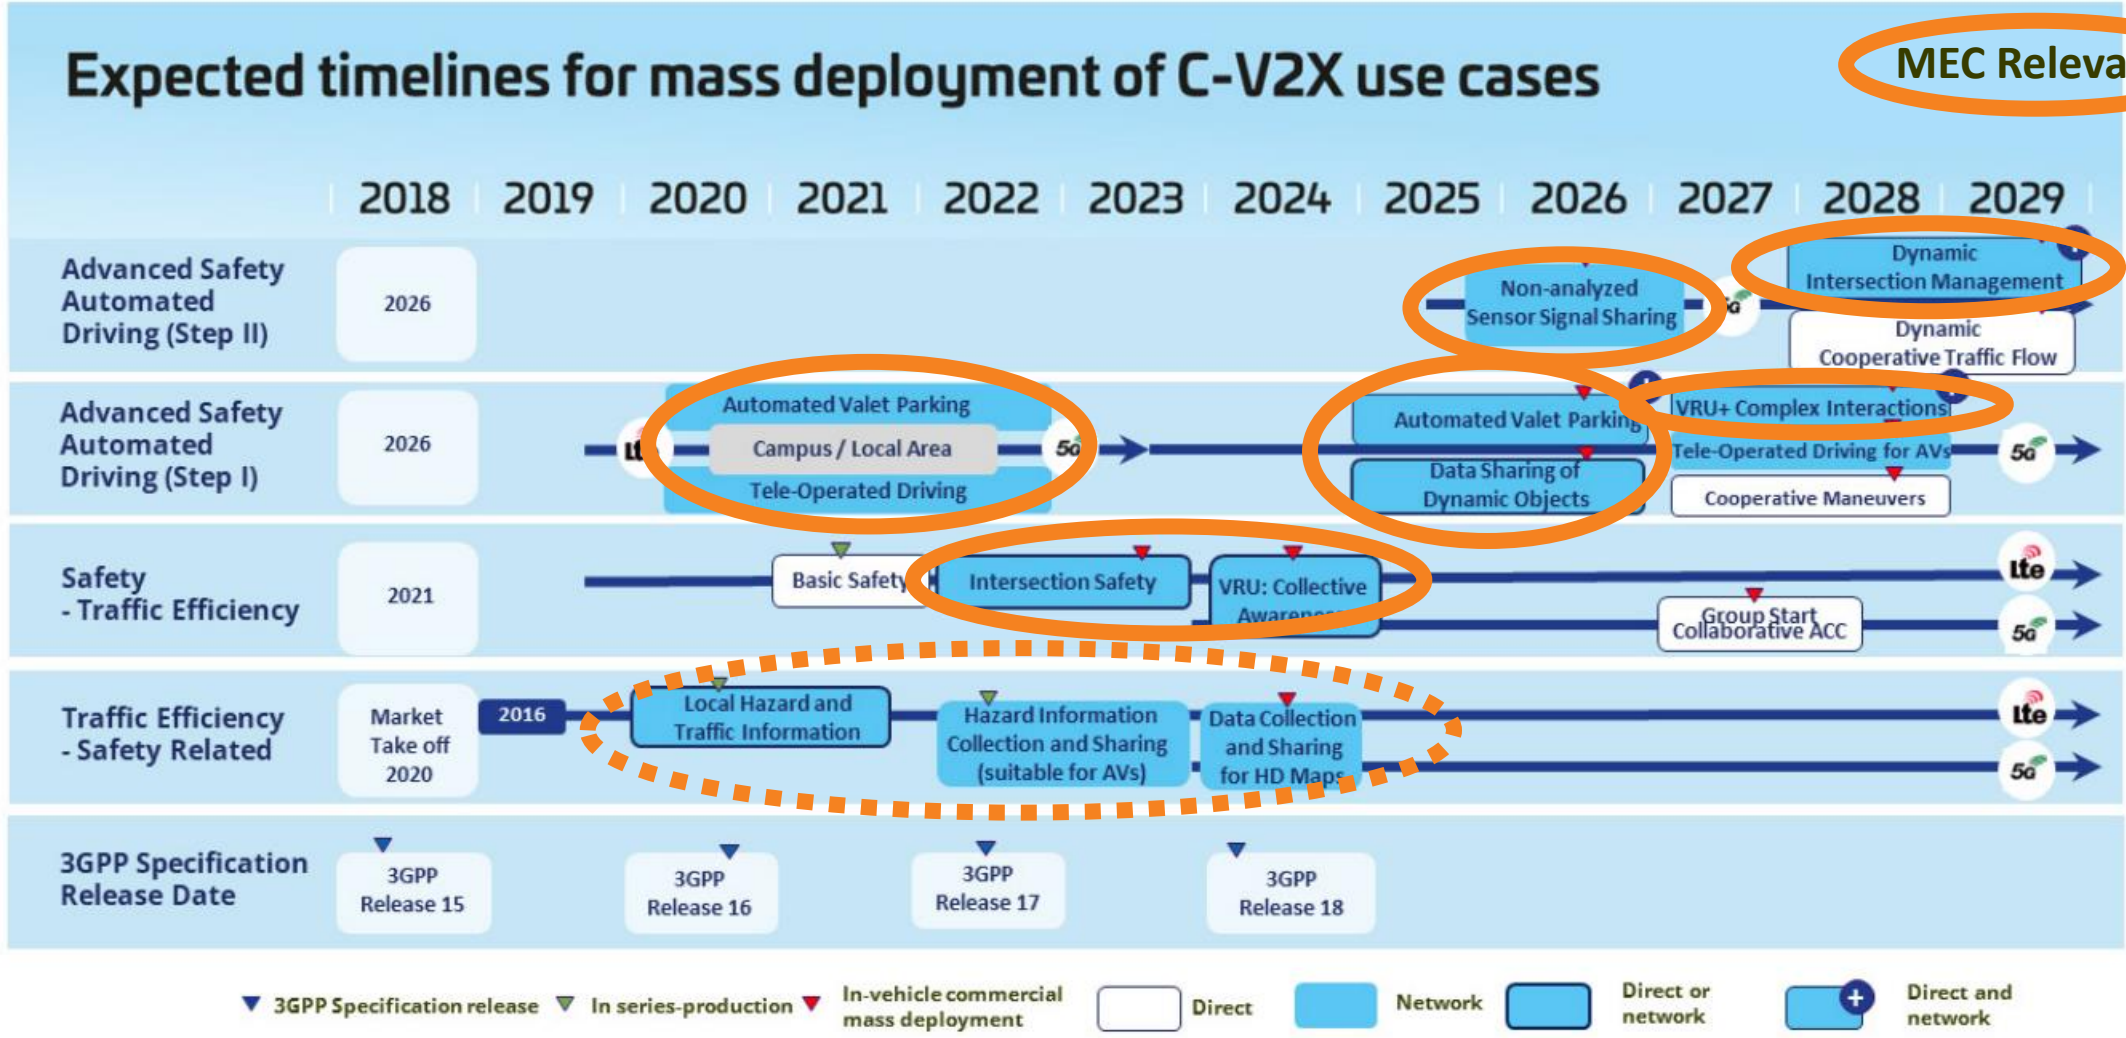 Expected timelines for mass deployment of C-V2X use cases
MEC Releva
2018 2019 2020 2021 2022 2023 2024 2025 2026 2027 2028 2029
Advanced Safety
Automated
Driving (Step II)
2026
Non-analyzed
Sensor Signal Sharing
5G
Dynamic
Intersection Management
+
Dynamic
Cooperative Traffic Flow
Advanced Safety
Automated
Driving (Step I)
2026
Automated Valet Parking
Campus / Local Area
5G
Tele-Operated Driving
Automated Valet Parking
Data Sharing of
Dynamic Objects
VRU+ Complex Interactions
Tele-Operated Driving for AVs
Cooperative Maneuvers
5G
Safety
- Traffic Efficiency
2021
Basic Safety
Intersection Safety
VRU: Collective
Group Start
Collaborative ACC
Lte
5G
Traffic Efficiency
- Safety Related
Market
Take off
2020
2016
Local Hazard and
Traffic Information
Hazard Information
Collection and Sharing
(suitable for AVs)
Data Collection
and Sharing
for HD Maps
Lte
5G
3GPP Specification
Release Date
3GPP
Release 15
3GPP
Release 16
3GPP
Release 17
3GPP
Release 18
3GPP Specification release
In series-production
In-vehicle commercial
mass deployment
Direct
Network
Direct or
network
+
Direct and
network